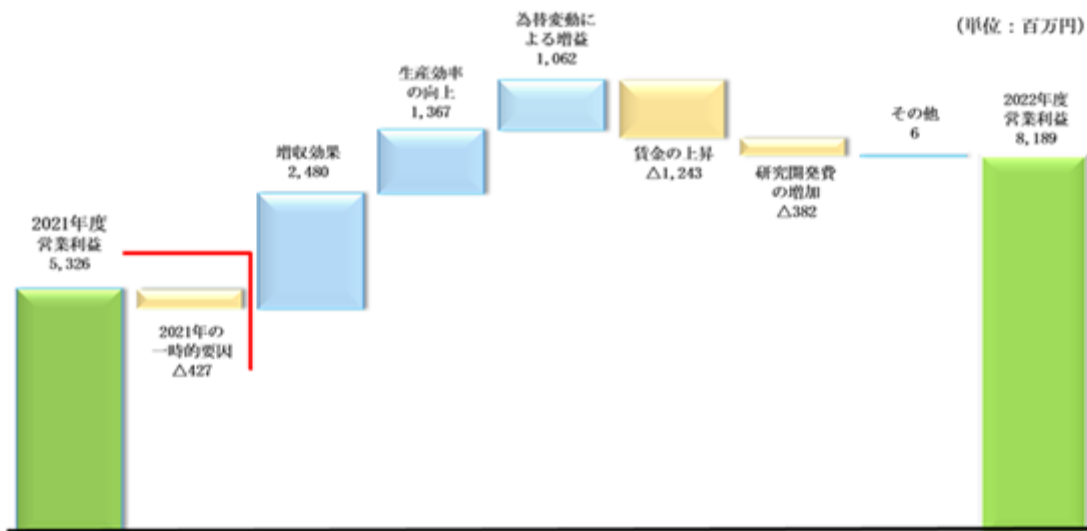 (単位：百万円)
2021年度
営業利益
5,326
2021年の
一時的要因
△427
増収効果
2,480
生産効率
の向上
1,367
為替変動に
よる増益
1,062
賃金の上昇
△1,243
研究開発費
の増加
△382
その他
6
2022年度
営業利益
8,189